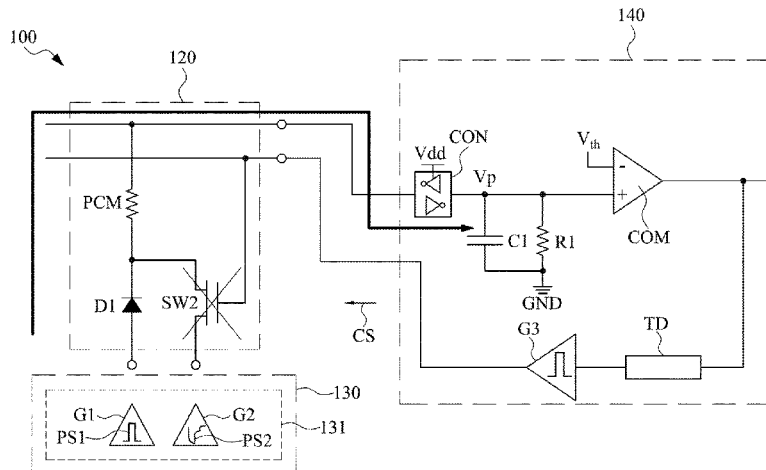 100
120
140
CON
Vdd
Vp
Vth
-
+
COM
PCM
C1
R1
GND
D1
SW2
CS
G3
TD
130
131
G1
PS1
G2
PS2